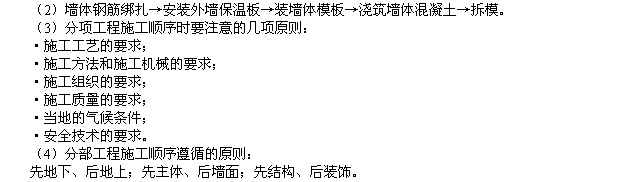 （2）墙体钢筋绑扎→安装外墙保温板→装墙体模板→浇筑墙体混凝土→拆模。
（3）分项工程施工顺序时要注意的几项原则：
·施工工艺的要求；
·施工方法和施工机械的要求；
·施工组织的要求；
·施工质量的要求；
·当地的气候条件；
·安全技术的要求。
（4）分部工程施工顺序遵循的原则：
先地下、后地上；先主体、后墙面；先结构、后装饰。